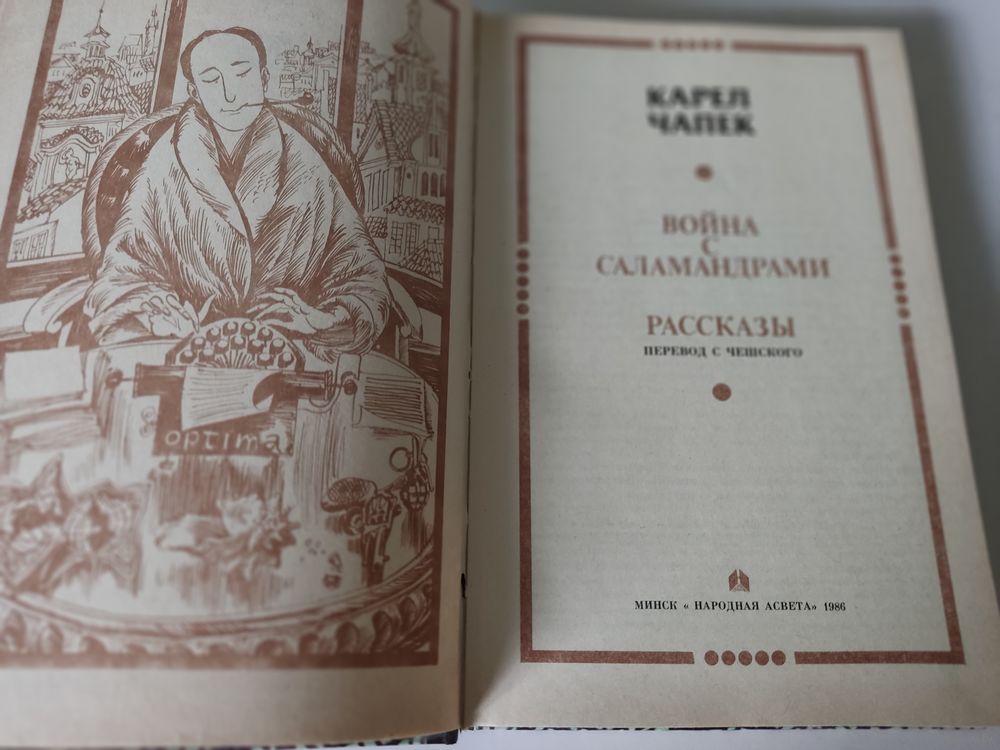 optima
КАРЕЛ
ЧАПЕК
ВОЙНА
С
САЛАМАНДРАМИ
РАССКАЗЫ
ПЕРЕВОД С ЧЕШСКОГО
МИНСК « НАРОДНАЯ АСВЕТА» 1986